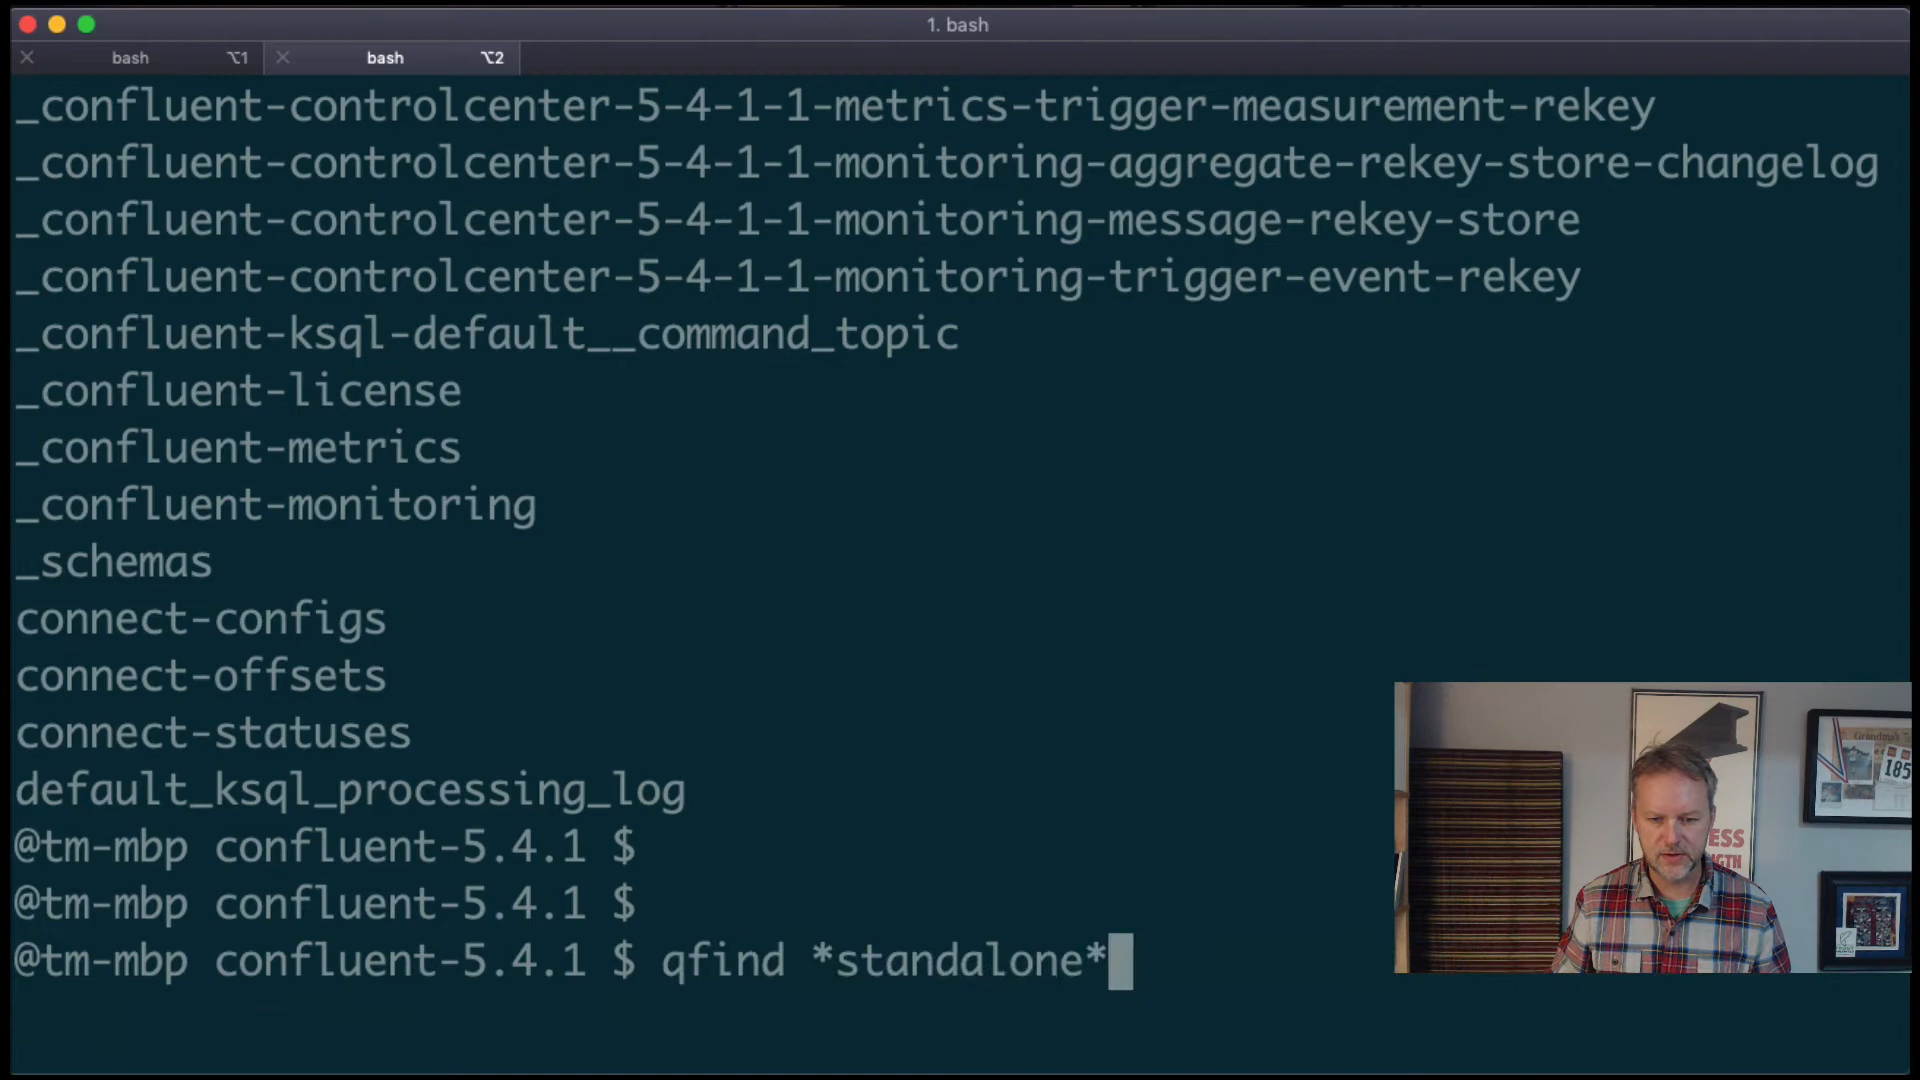 1. bash
bash ⌥1 bash ⌥2
_confluent-controlcenter-5-4-1-1-metrics-trigger-measurement-rekey
_confluent-controlcenter-5-4-1-1-monitoring-aggregate-rekey-store-changelog
_confluent-controlcenter-5-4-1-1-monitoring-message-rekey-store
_confluent-controlcenter-5-4-1-1-monitoring-trigger-event-rekey
_confluent-ksql-default__command_topic
_confluent-license
_confluent-metrics
_confluent-monitoring
_schemas
connect-configs
connect-offsets
connect-statuses
default_ksql_processing_log
@tm-mbp confluent-5.4.1 $
@tm-mbp confluent-5.4.1 $
@tm-mbp confluent-5.4.1 $ qfind *standalone*
Grandma's
185
ESS
NGTH